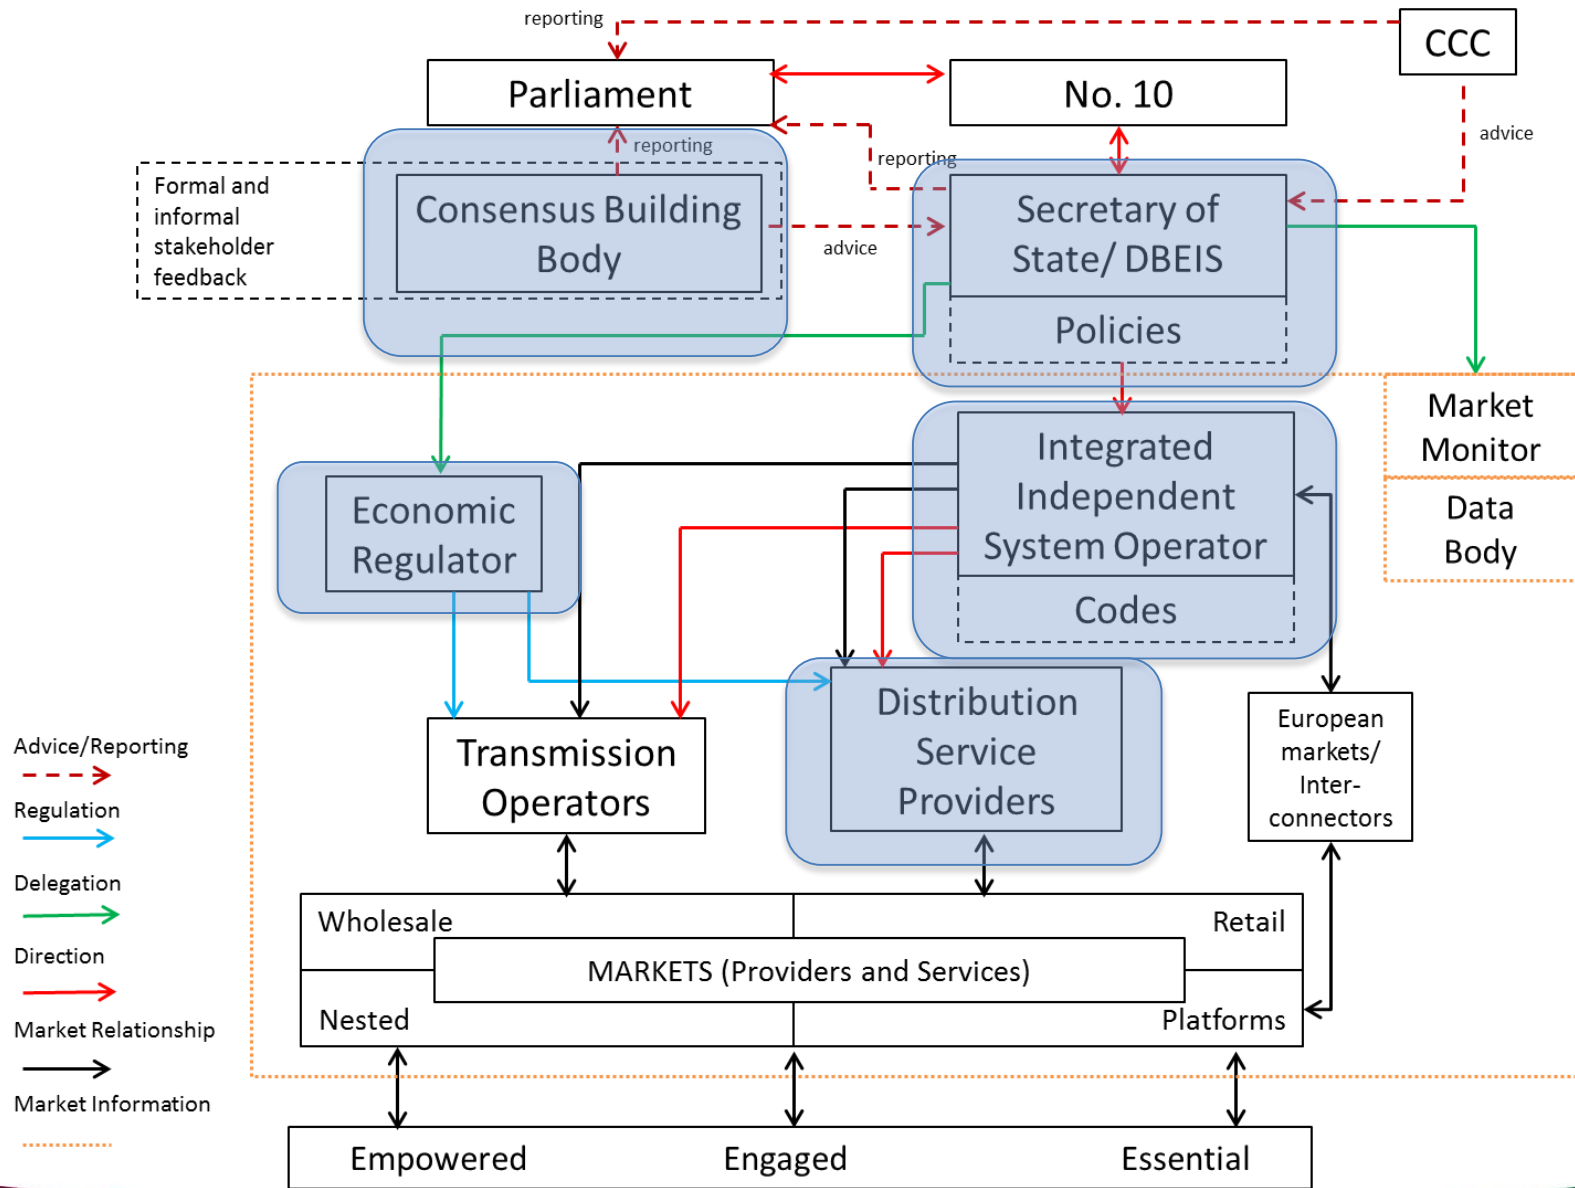 reporting
CCC
Parliament
No. 10
advice
reporting
reporting
Formal and
informal
stakeholder
feedback
Consensus Building
Body
advice
Secretary of
State/ DBEIS
Policies
Market
Monitor
Data
Body
Integrated
Independent
System Operator
Codes
Economic
Regulator
Distribution
Service
Providers
Transmission
Operators
European
markets/
Inter-
connectors
Advice/Reporting
Regulation
Delegation
Direction
Market Relationship
Market Information
Wholesale
Retail
MARKETS (Providers and Services)
Nested
Platforms
Empowered
Engaged
Essential